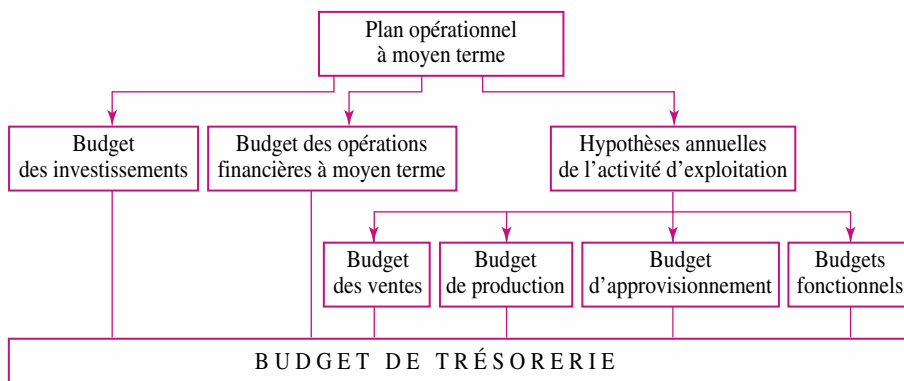 Plan opérationnel
à moyen terme
Budget
des investissements
Budget des opérations
financières à moyen terme
Hypothèses annuelles
de l’activité d’exploitation
Budget
des ventes
Budget
de production
Budget
d’approvisionnement
Budgets
fonctionnels
BUDGET DE TRÉSORERIE